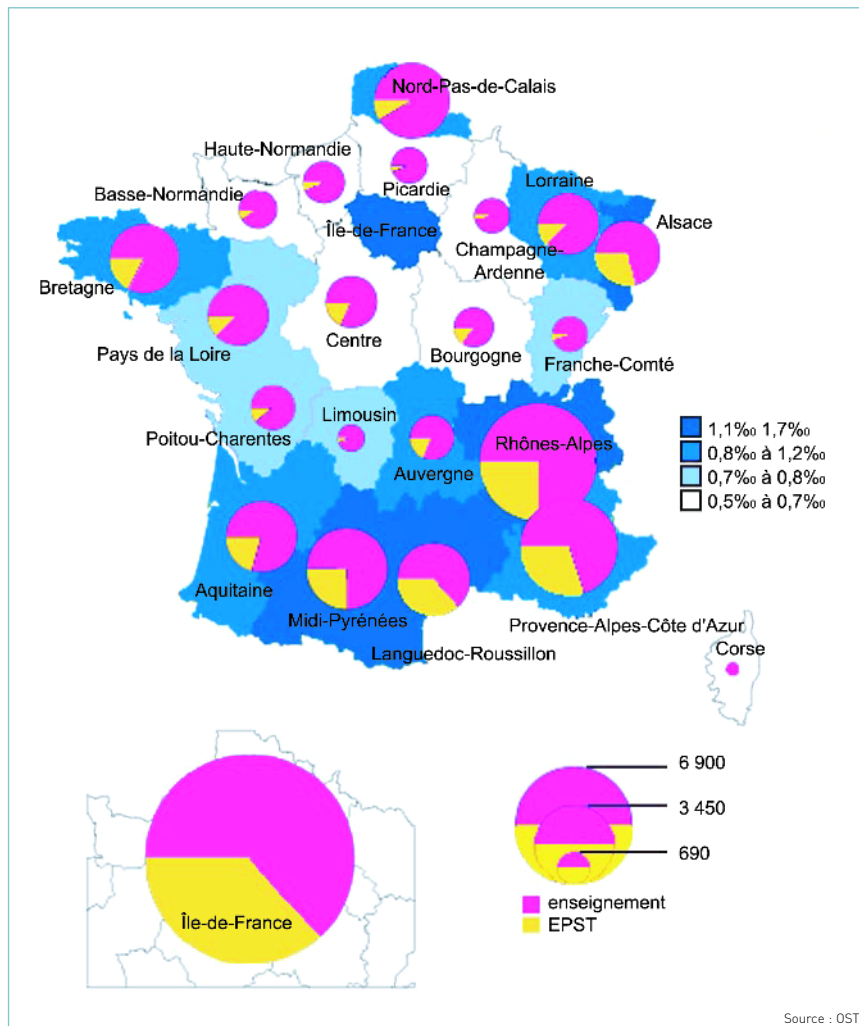 Nord-Pas-de-Calais
Haute-Normandie
Picardie
Basse-Normandie
Lorraine
Île-de-France
Alsace
Champagne-
Ardenne
Bretagne
Centre
Pays de la Loire
Bourgogne
Franche-Comté
Limousin
Poitou-Charentes
Rhônes-Alpes
Auvergne
1,1‰ 1,7‰
0,8‰ à 1,2‰
0,7‰ à 0,8‰
0,5‰ à 0,7‰
Aquitaine
Midi-Pyrénées
Provence-Alpes-Côte d'Azur
Languedoc-Roussillon
Corse
6 900
3 450
690
enseignement
EPST
Île-de-France
Source : OST